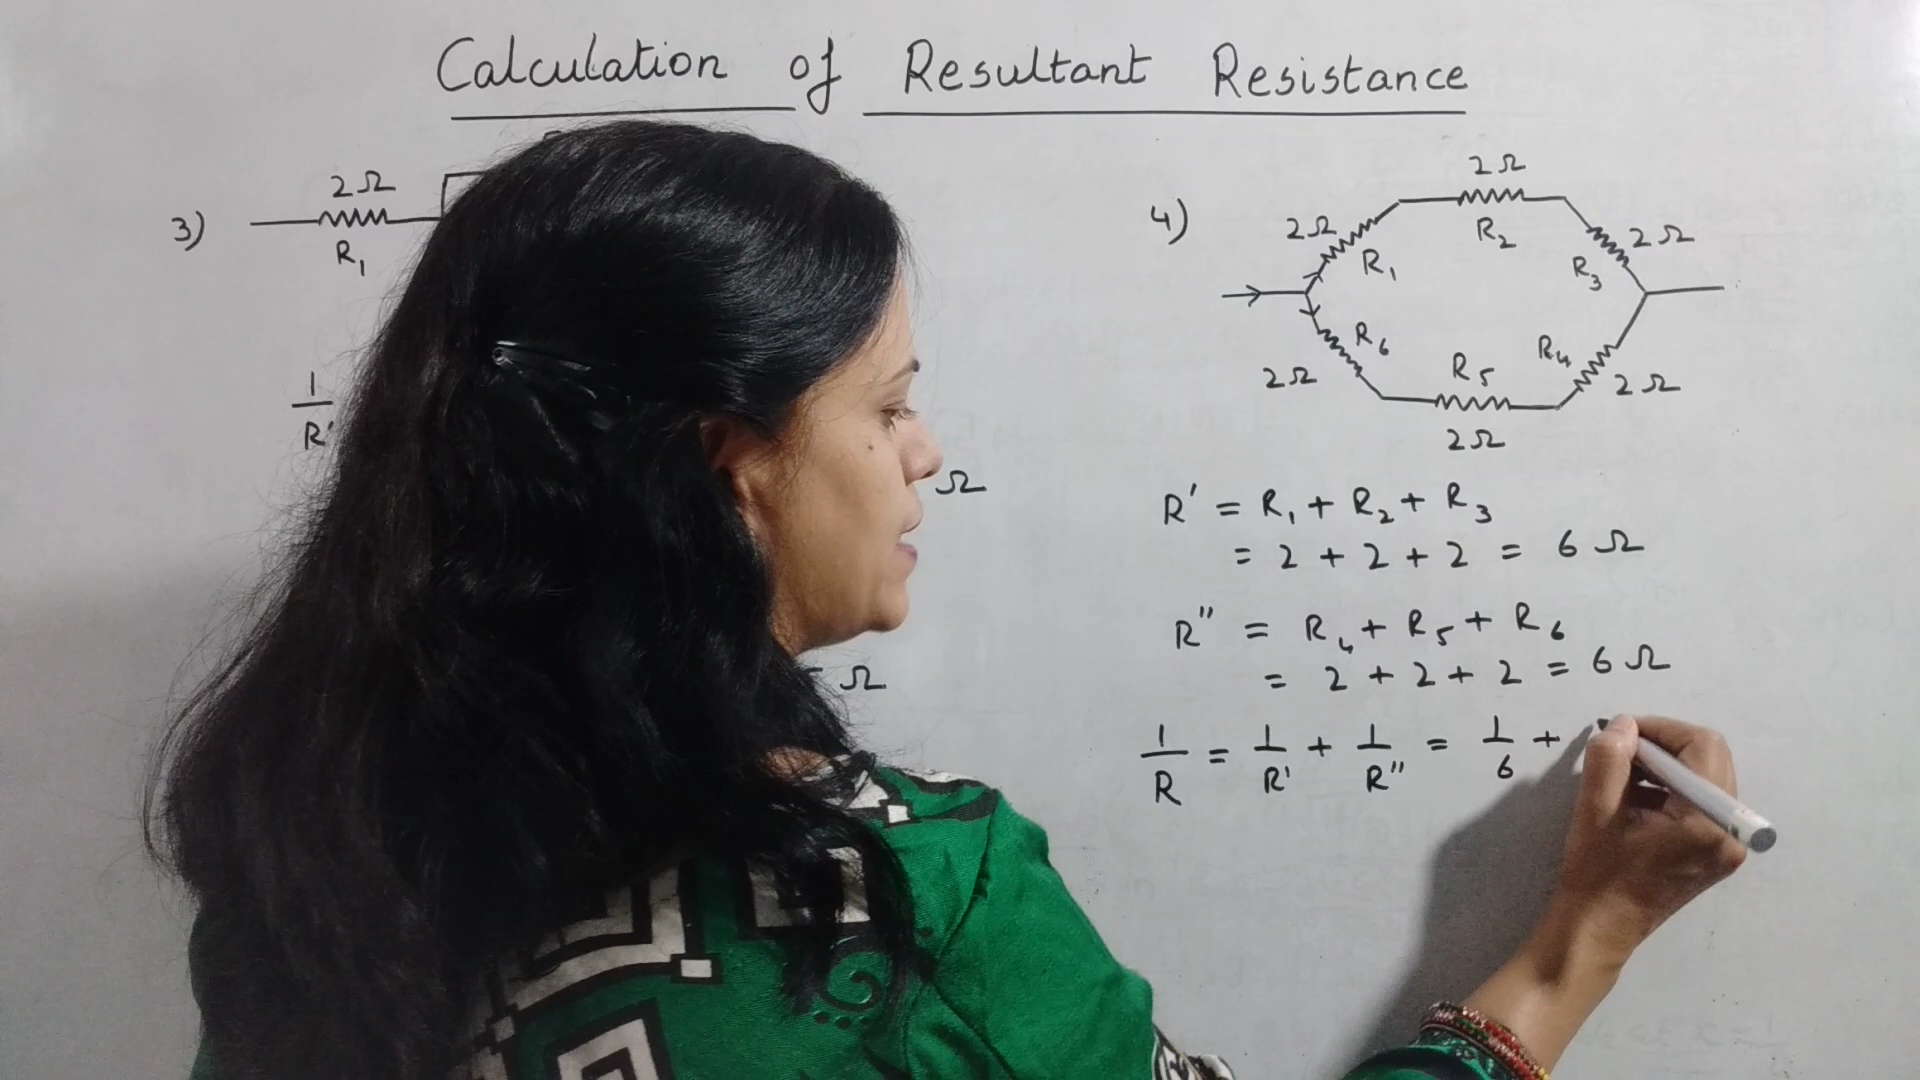 Calculation of Resultant Resistance
3)
2Ω
R₁
1/R'
Ω
Ω
4)
2Ω
2Ω R₁ R₂ R₃ 2Ω
2Ω R₆ R₅ R₄ 2Ω
2Ω
R' = R₁ + R₂ + R₃
= 2 + 2 + 2 = 6 Ω
R'' = R₄ + R₅ + R₆
= 2 + 2 + 2 = 6 Ω
1/R = 1/R' + 1/R'' = 1/6 +